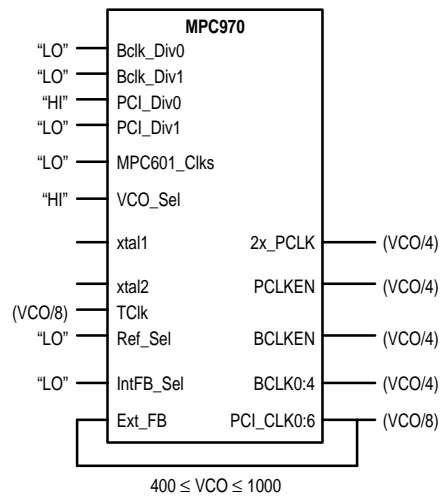 MPC970
“LO” Bclk_Div0
“LO” Bclk_Div1
“HI” PCI_Div0
“LO” PCI_Div1
“LO” MPC601_Clks
“HI” VCO_Sel
xtal1 2x_PCLK (VCO/4)
xtal2 PCLKEN (VCO/4)
(VCO/8) TClk
“LO” Ref_Sel BCLKEN (VCO/4)
“LO” IntFB_Sel BCLK0:4 (VCO/4)
Ext_FB PCI_CLK0:6 (VCO/8)
400 ≤ VCO ≤ 1000